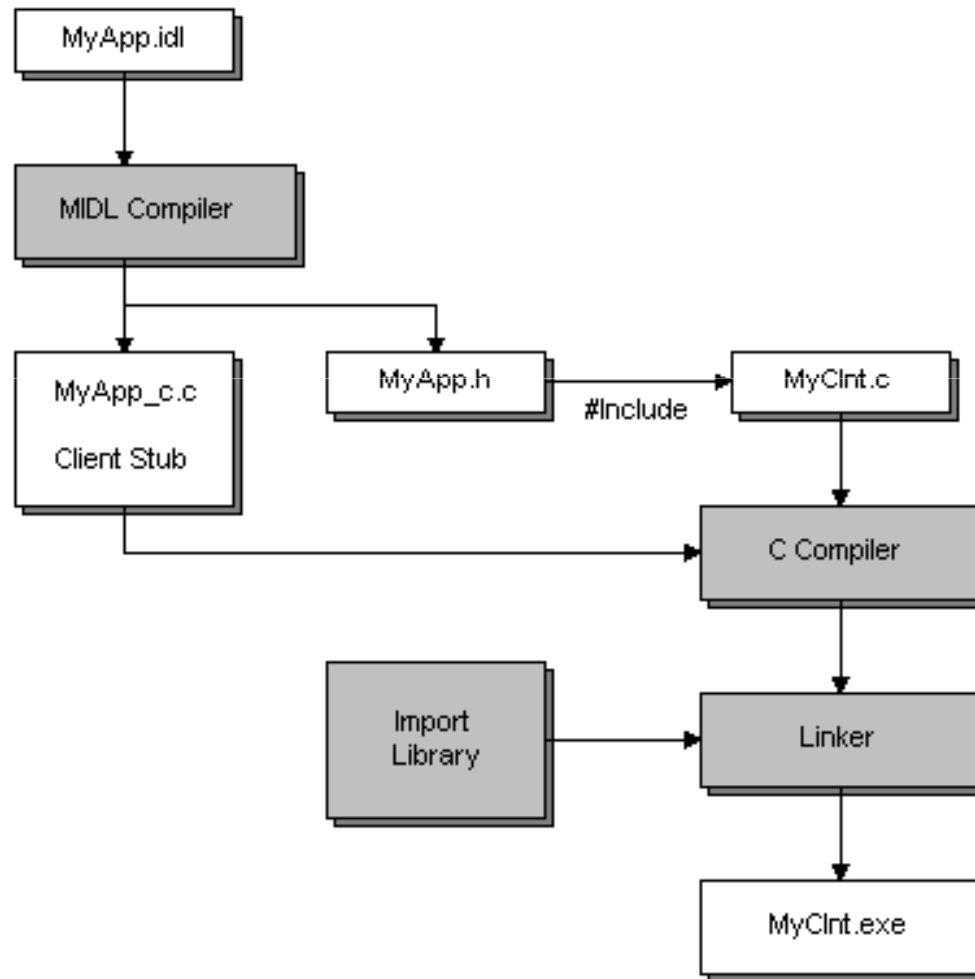 MyApp.idl
MIDL Compiler
MyApp_c.c
Client Stub
MyApp.h
#Include
MyClnt.c
C Compiler
Import
Library
Linker
MyClnt.exe